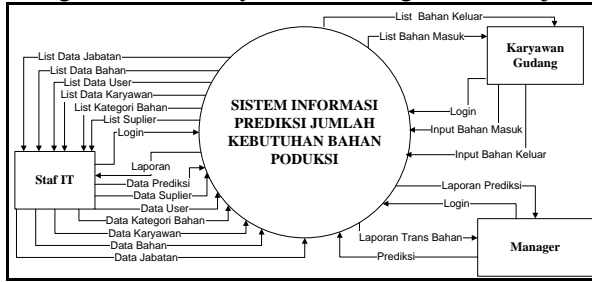 List Bahan Keluar
List Bahan Masuk
Karyawan
Gudang
List Data Jabatan
List Data Bahan
List Data User
List Data Karyawan
List Kategori Bahan
List Suplier
Login
SISTEM INFORMASI
PREDIKSI JUMLAH
KEBUTUHAN BAHAN
PODUKSI
Login
Input Bahan Masuk
Input Bahan Keluar
Staf IT
Laporan
Data Prediksi
Data Suplier
Data User
Data Kategori Bahan
Data Karyawan
Data Bahan
Data Jabatan
Laporan Prediksi
Login
Laporan Trans Bahan
Prediksi
Manager